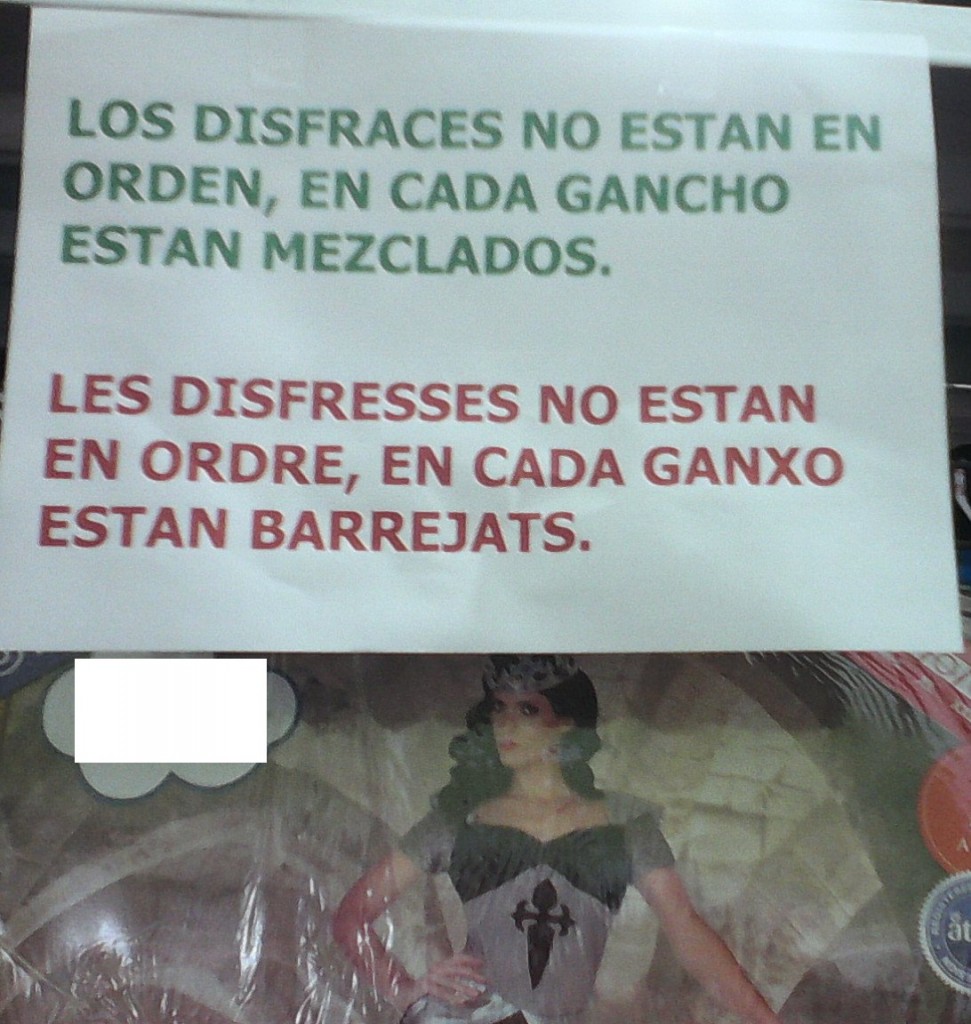 LOS DISFRACES NO ESTAN EN
ORDEN, EN CADA GANCHO
ESTAN MEZCLADOS.
LES DISFRESSES NO ESTAN
EN ORDRE, EN CADA GANXO
ESTAN BARREJATS.